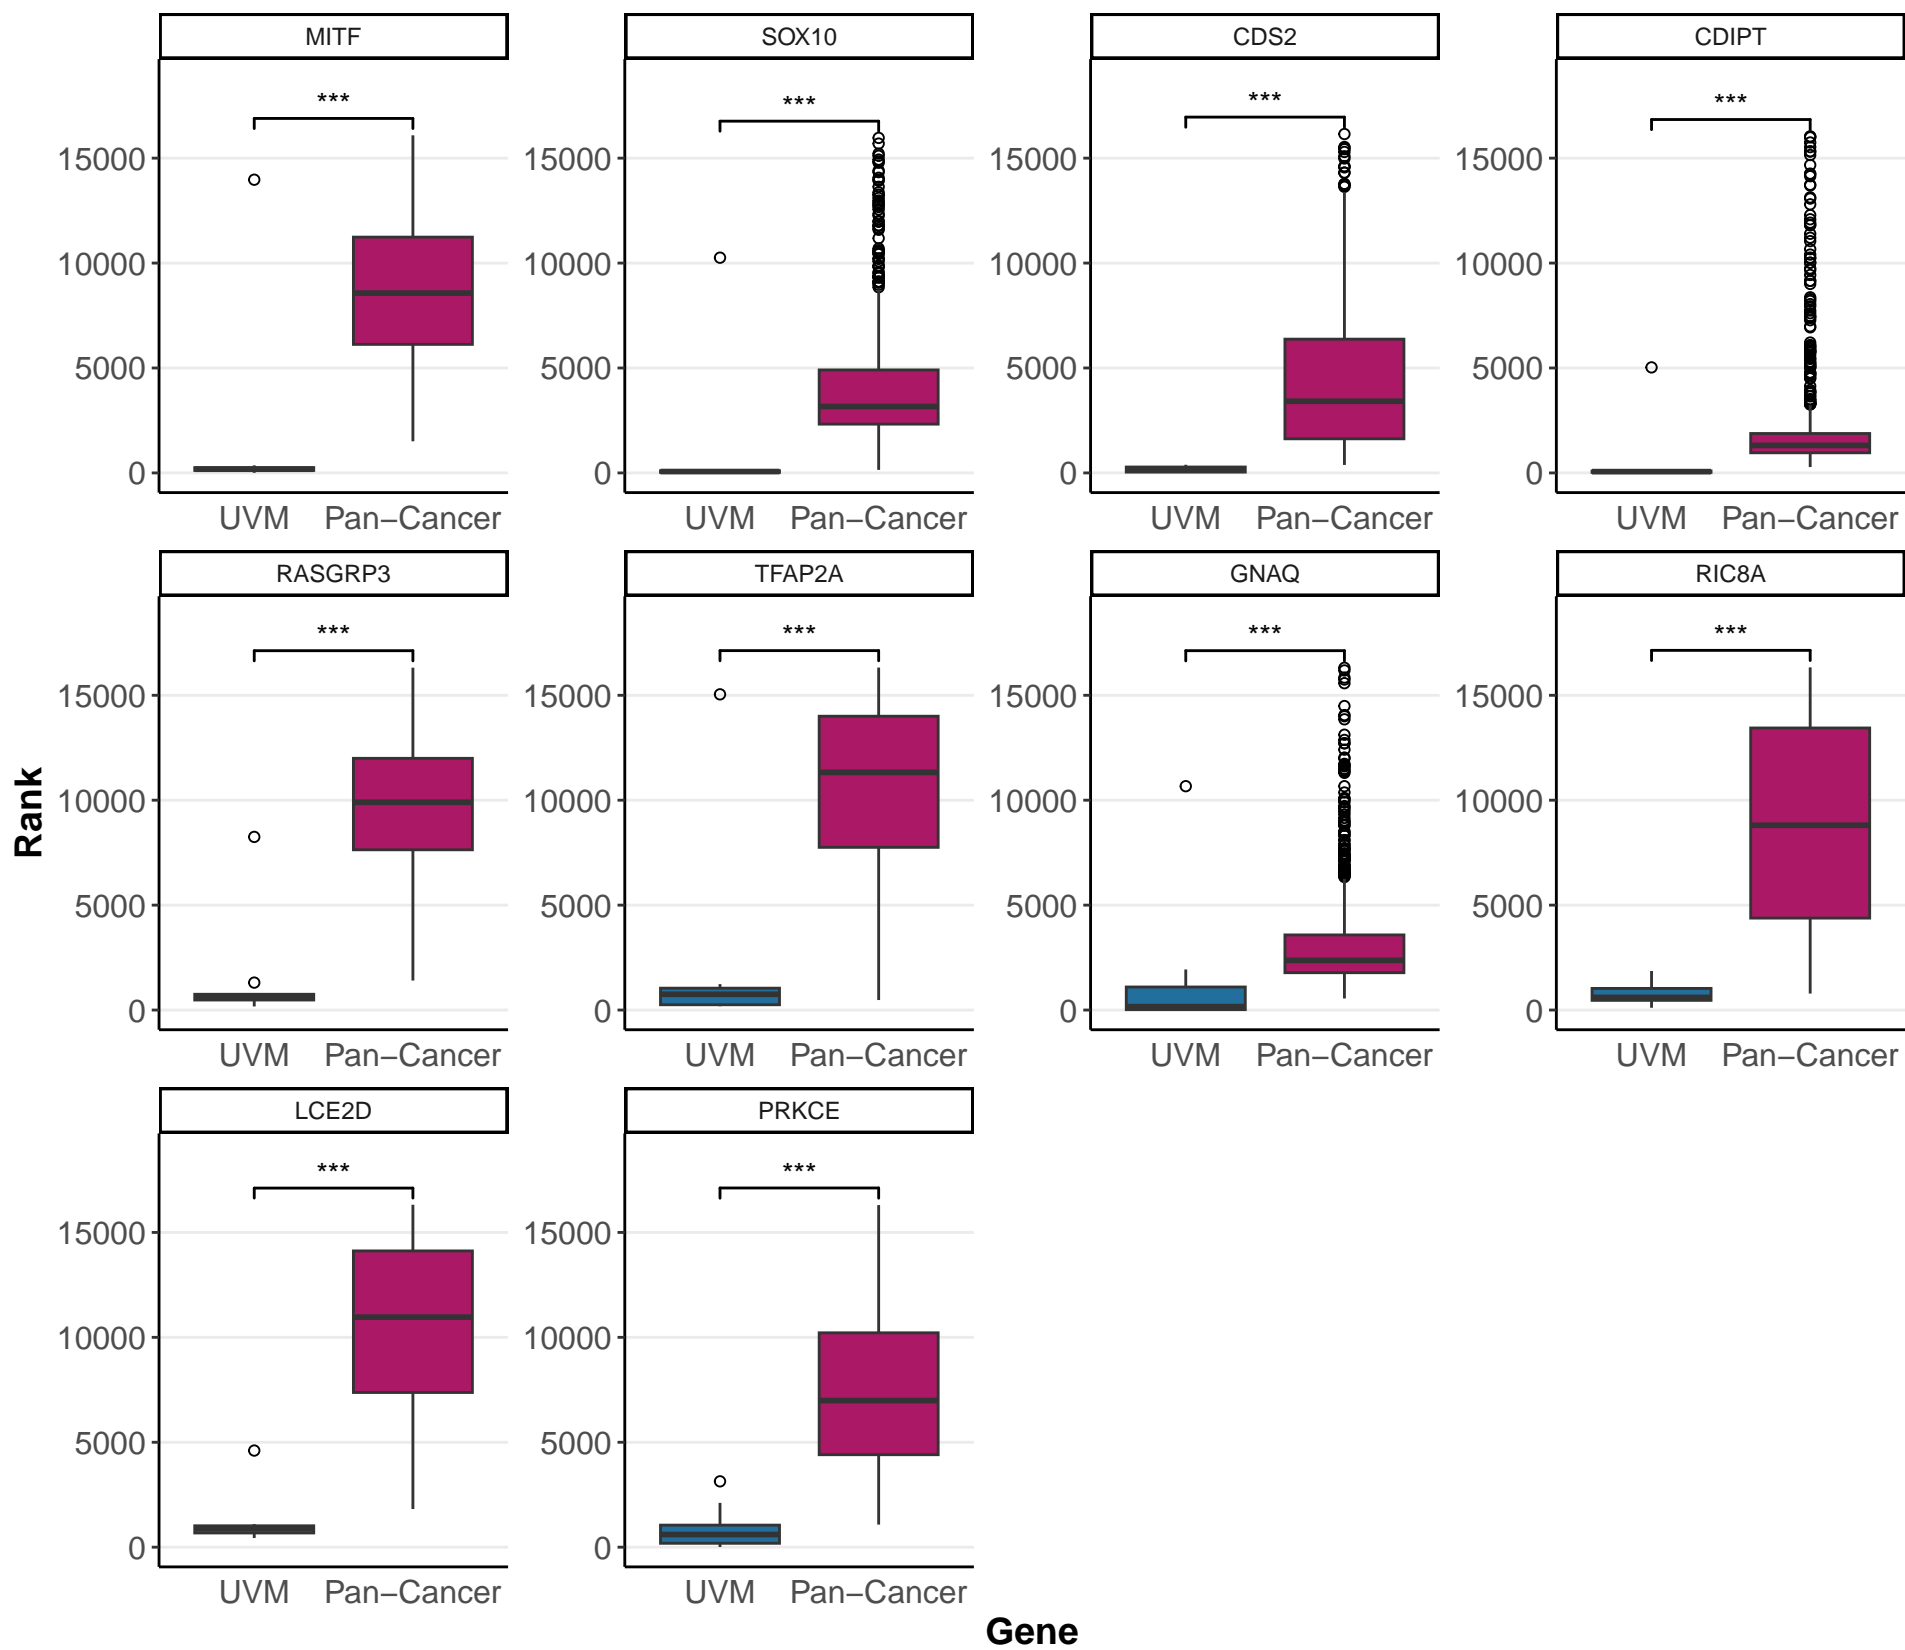 MITF SOX10 CDS2 CDIPT
*** *** *** ***
15000 15000 15000 15000
10000 10000 10000 10000
5000 5000 5000 5000
0 0 0 0
UVM Pan−Cancer UVM Pan−Cancer UVM Pan−Cancer UVM Pan−Cancer
RASGRP3 TFAP2A GNAQ RIC8A
*** *** *** ***
15000 15000 15000 15000
10000 10000 10000 10000
5000 5000 5000 5000
0 0 0 0
UVM Pan−Cancer UVM Pan−Cancer UVM Pan−Cancer UVM Pan−Cancer
LCE2D PRKCE
*** ***
15000 15000
10000 10000
5000 5000
0 0
UVM Pan−Cancer UVM Pan−Cancer
Rank
Gene